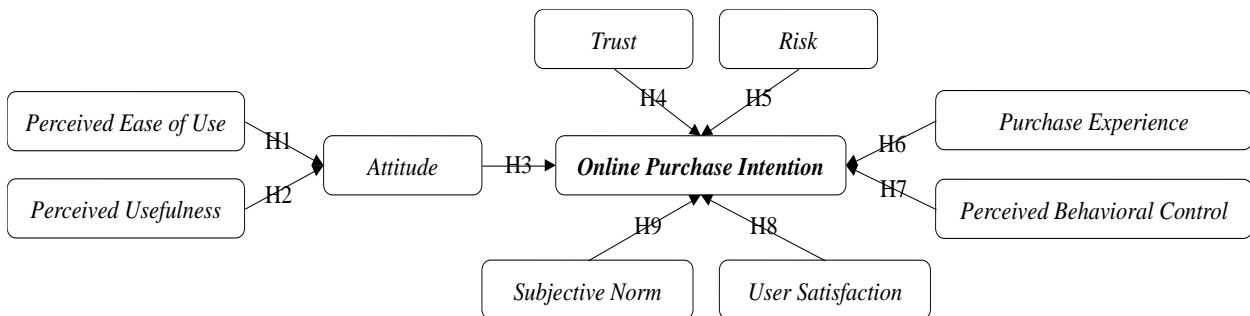 Trust
Risk
H4
H5
Perceived Ease of Use
Purchase Experience
H1
H6
Attitude
H3
Online Purchase Intention
H2
H7
Perceived Usefulness
Perceived Behavioral Control
H9
H8
Subjective Norm
User Satisfaction